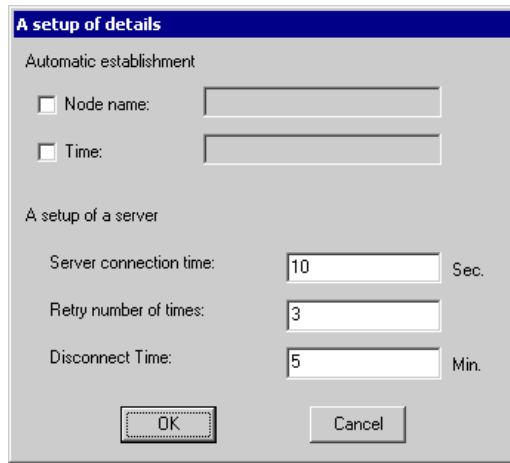 A setup of details
Automatic establishment
Node name:
Time:
A setup of a server
Server connection time: 10 Sec.
Retry number of times: 3
Disconnect Time: 5 Min.
OK Cancel